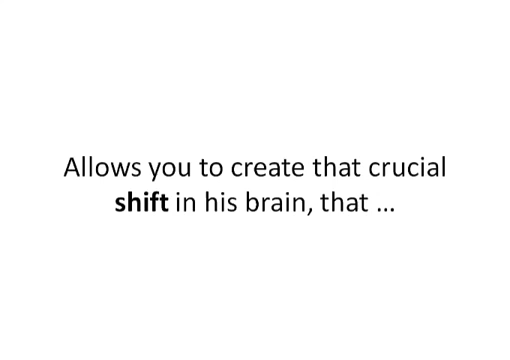 Allows you to create that crucial
shift in his brain, that ...